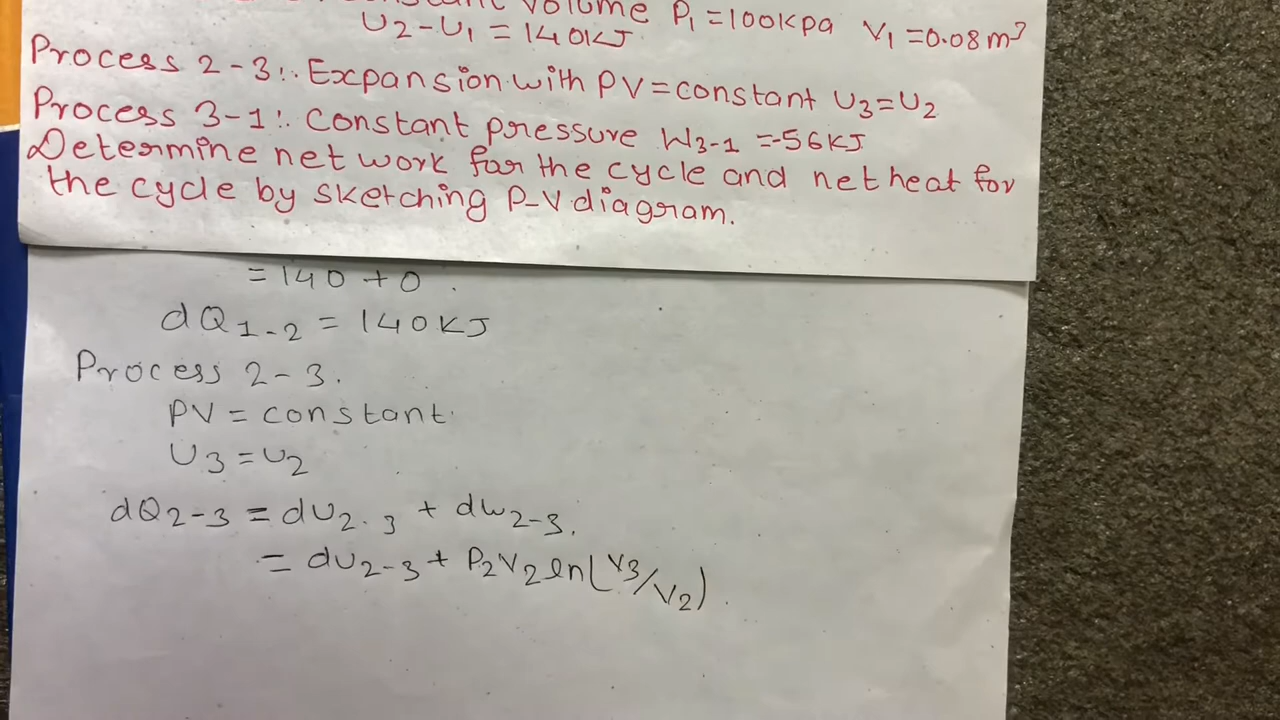 constant volume P1 = 100kpa V1 = 0.08m³
U2-U1 = 140KJ
Process 2-3:. Expansion with PV=constant U3=U2
Process 3-1:. Constant pressure W3-1 =-56KJ
Determine net work for the cycle and net heat for
the cycle by sketching P-V diagram.
= 140 + 0.
dQ1-2 = 140KJ
Process 2-3.
PV = constant.
U3 = U2
dQ2-3 = dU2-3 + dW2-3.
= dU2-3 + P2V2 ln(V3/V2).